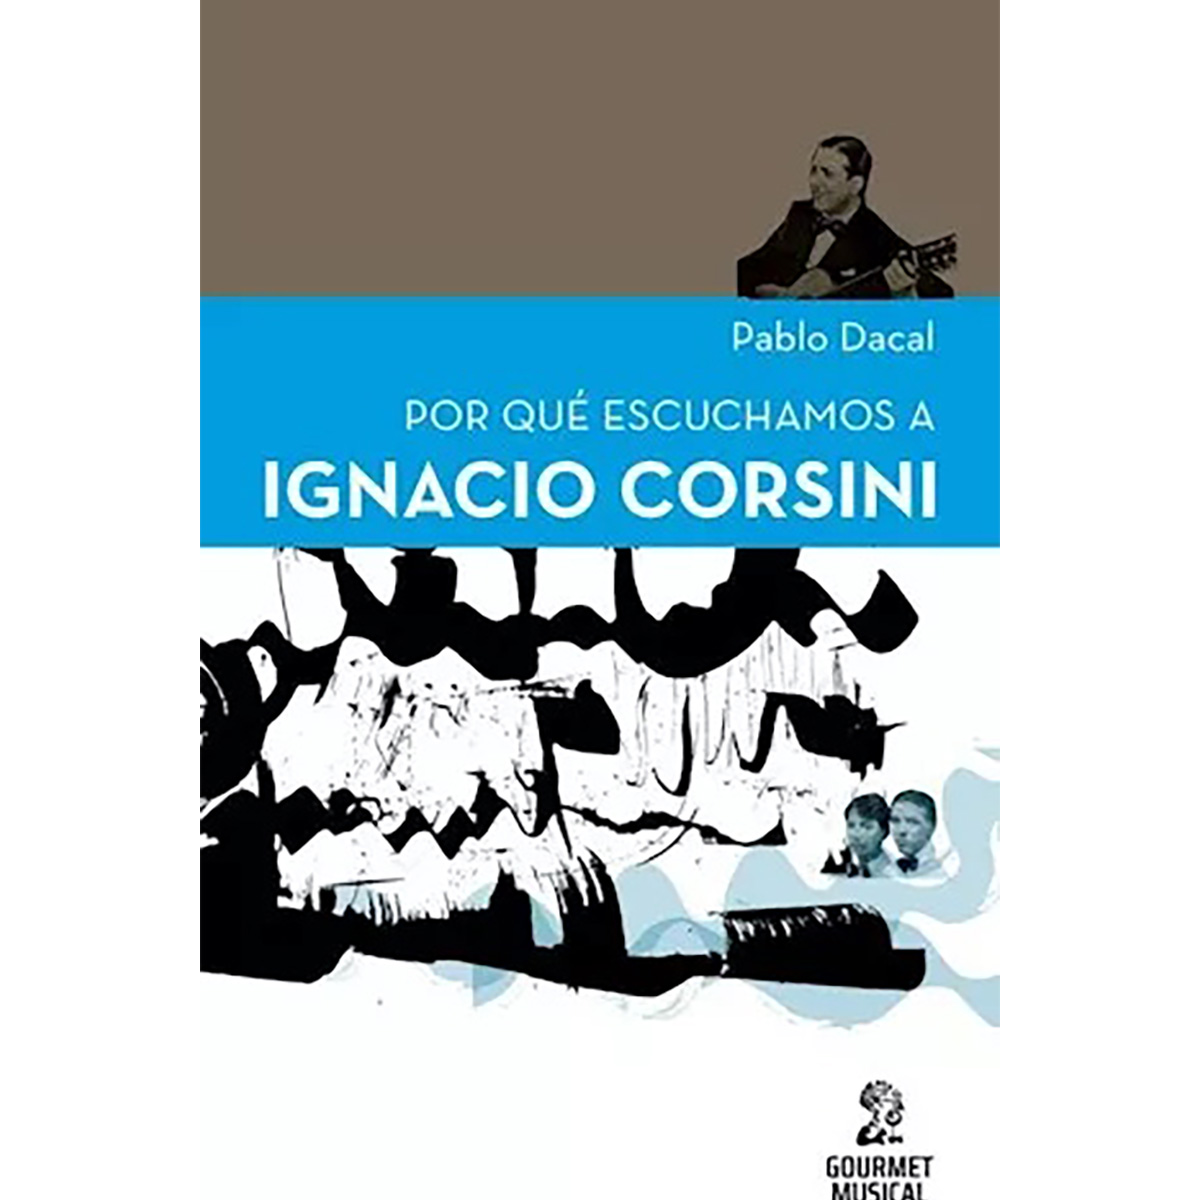 Pablo Dacal
POR QUÉ ESCUCHAMOS A
IGNACIO CORSINI
GOURMET
MUSICAL